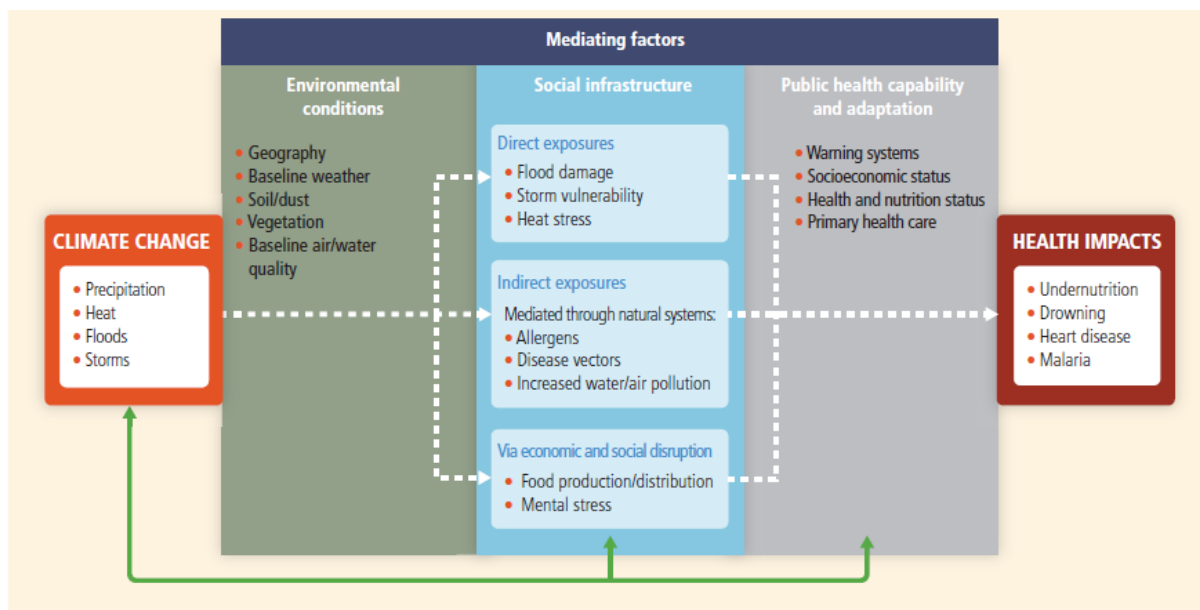 Mediating factors
Environmental
conditions
• Geography
• Baseline weather
• Soil/dust
• Vegetation
• Baseline air/water
quality
Social infrastructure
Direct exposures
• Flood damage
• Storm vulnerability
• Heat stress
Indirect exposures
Mediated through natural systems:
• Allergens
• Disease vectors
• Increased water/air pollution
Via economic and social disruption
• Food production/distribution
• Mental stress
Public health capability
and adaptation
• Warning systems
• Socioeconomic status
• Health and nutrition status
• Primary health care
CLIMATE CHANGE
• Precipitation
• Heat
• Floods
• Storms
HEALTH IMPACTS
• Undernutrition
• Drowning
• Heart disease
• Malaria